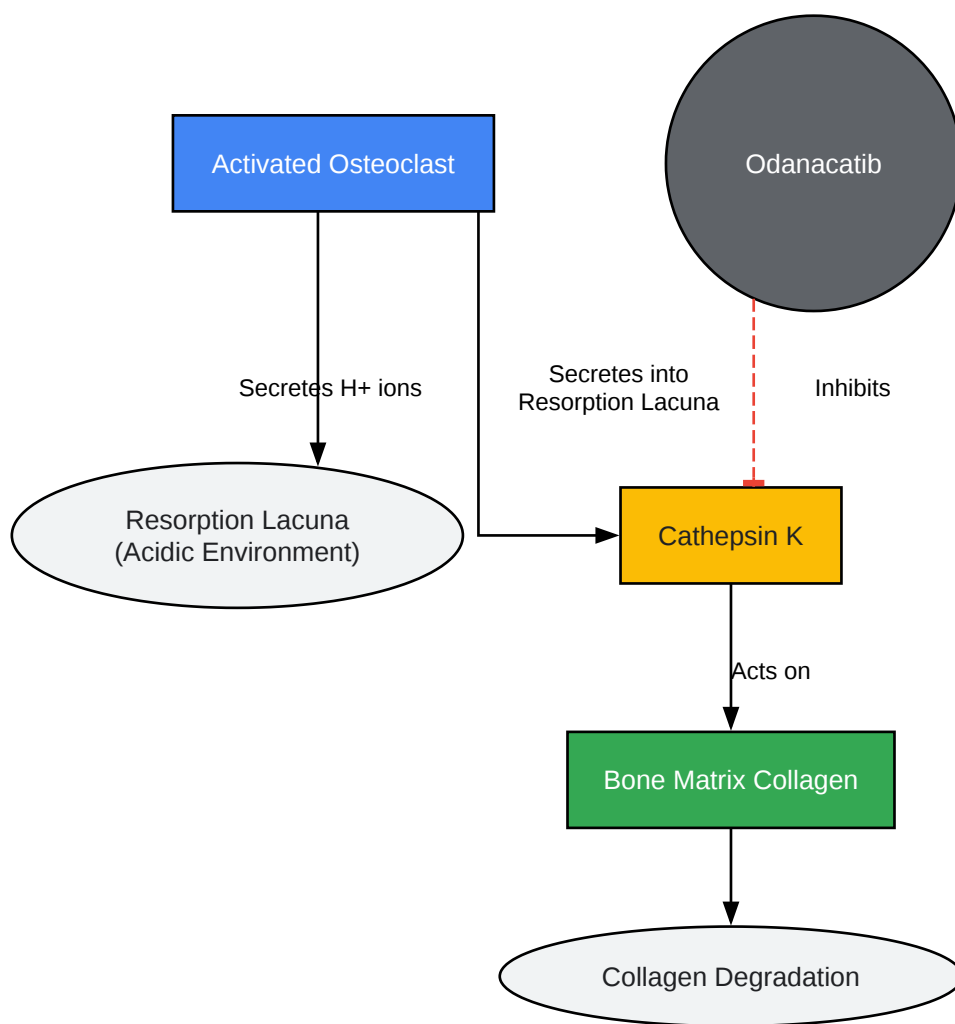 Activated Osteoclast
Odanacatib
Secretes H+ ions
Secretes into
Resorption Lacuna
Inhibits
Resorption Lacuna
(Acidic Environment)
Cathepsin K
Acts on
Bone Matrix Collagen
Collagen Degradation